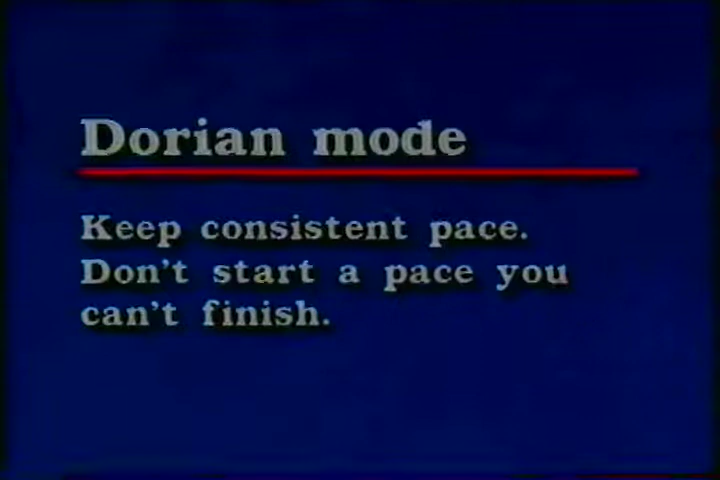 Dorian mode
Keep consistent pace.
Don't start a pace you
can't finish.